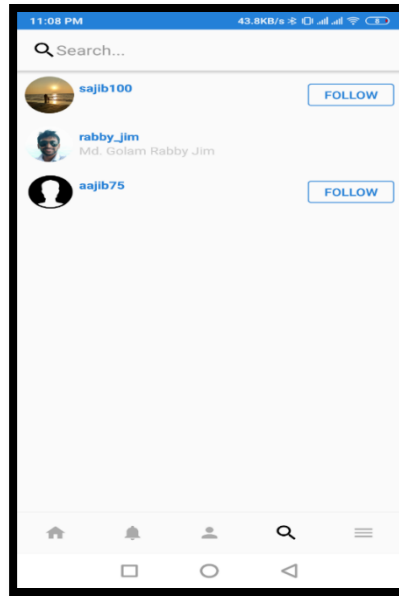 11:08 PM 43.8KB/s
Search...
sajib100
FOLLOW
rabby_jim
Md. Golam Rabby Jim
aajib75
FOLLOW